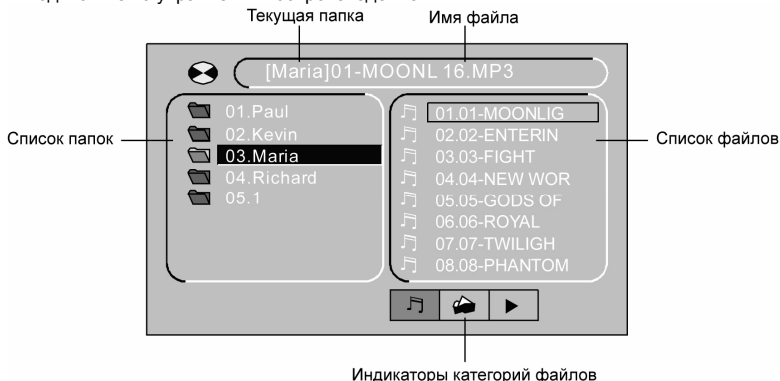 Текущая папка
Имя файла
[Maria]01-MOONL 16.MP3
Список папок
01.Paul
02.Kevin
03.Maria
04.Richard
05.1
01.01-MOONLIG
02.02-ENTERIN
03.03-FIGHT
04.04-NEW WOR
05.05-GODS OF
06.06-ROYAL
07.07-TWILIGH
08.08-PHANTOM
Список файлов
Индикаторы категорий файлов